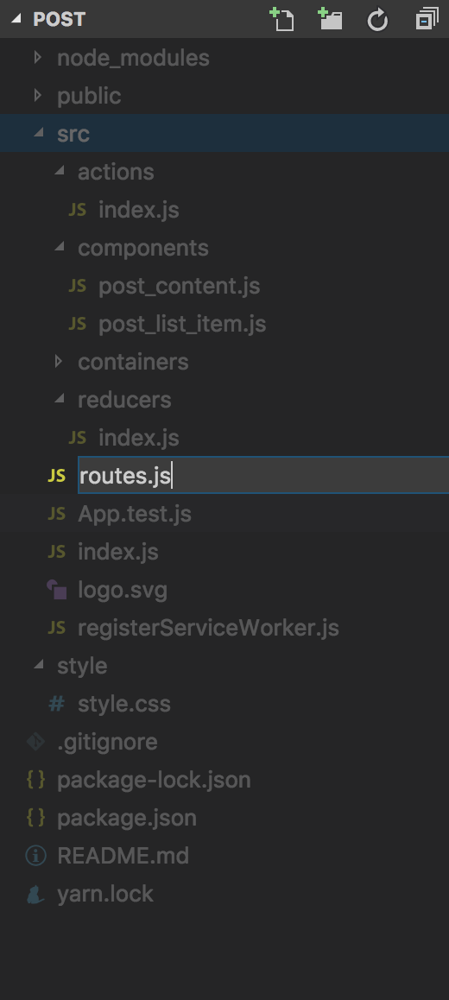 POST
node_modules
public
src
actions
JS index.js
components
JS post_content.js
JS post_list_item.js
containers
reducers
JS index.js
JS routes.js
JS App.test.js
JS index.js
logo.svg
JS registerServiceWorker.js
style
# style.css
.gitignore
{} package-lock.json
{} package.json
README.md
yarn.lock